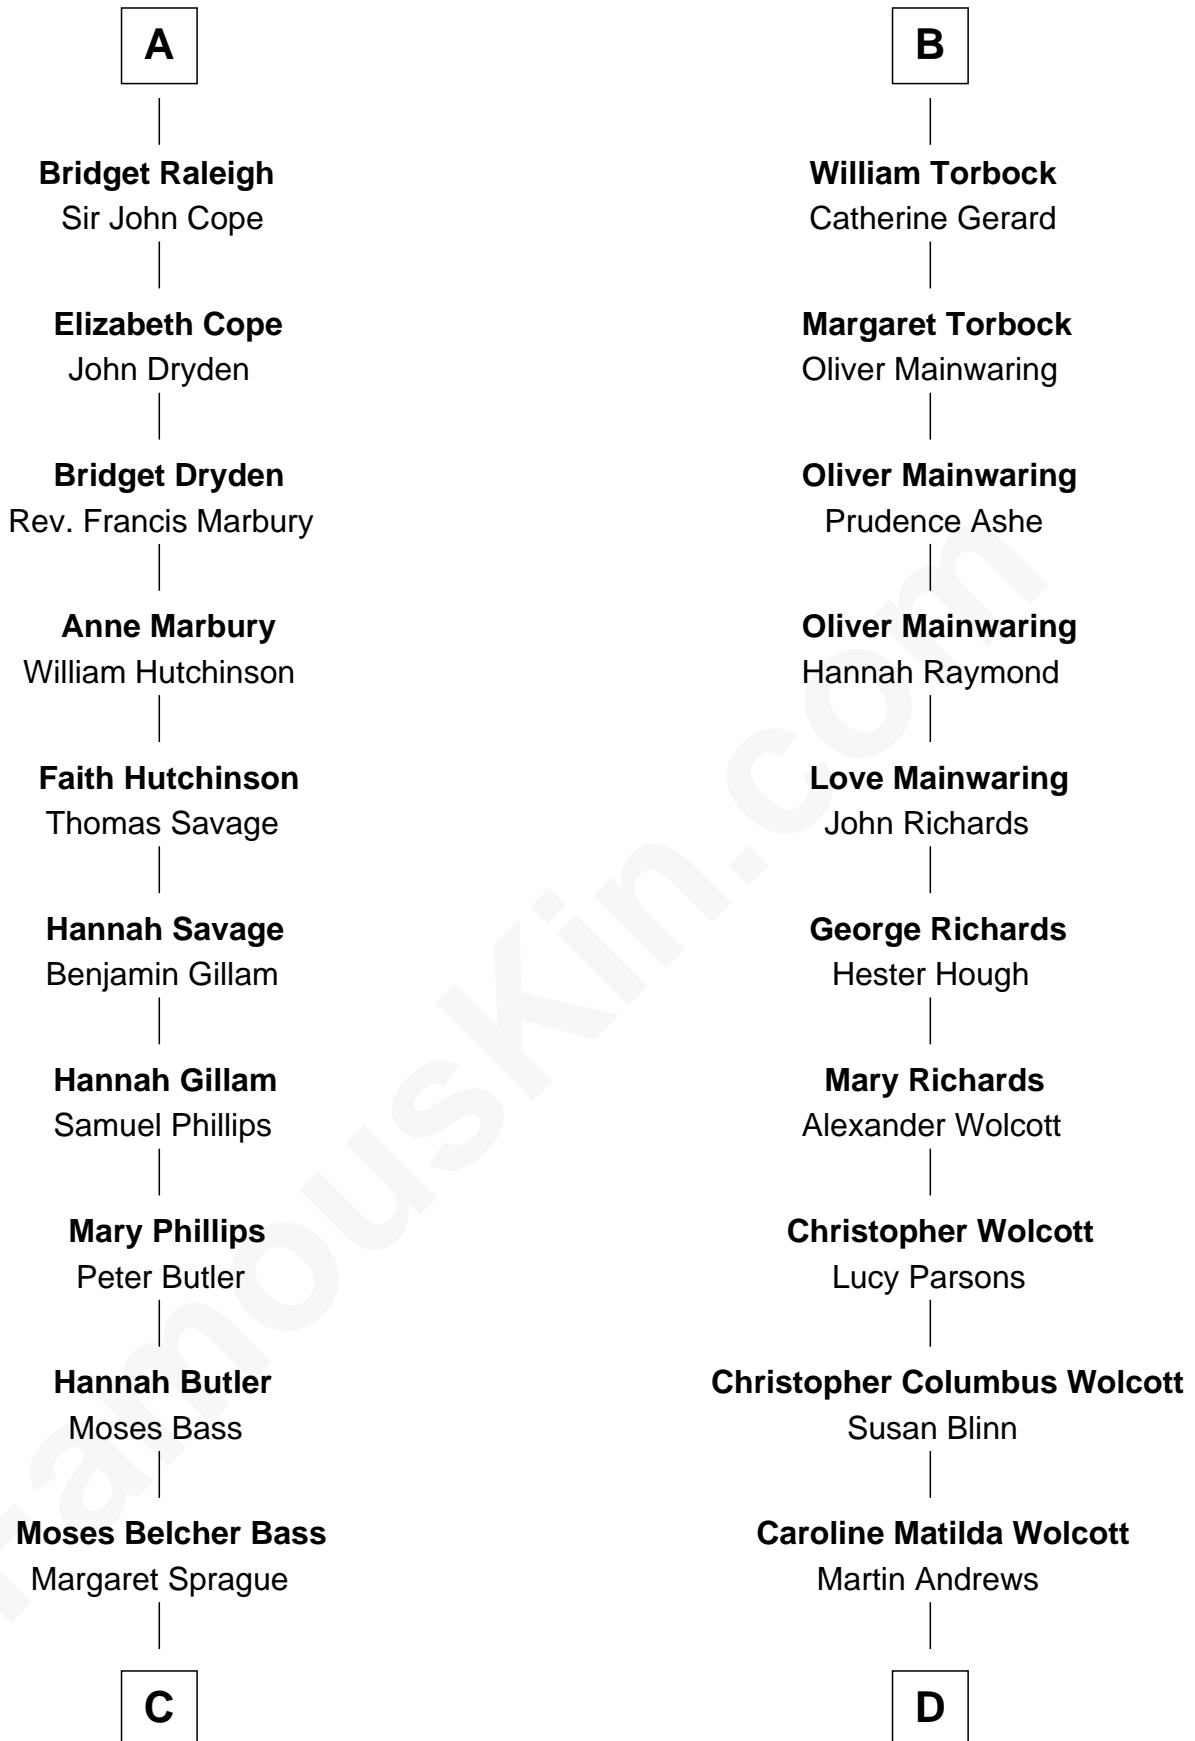 A
Bridget Raleigh
Sir John Cope
Elizabeth Cope
John Dryden
Bridget Dryden
Rev. Francis Marbury
Anne Marbury
William Hutchinson
Faith Hutchinson
Thomas Savage
Hannah Savage
Benjamin Gillam
Hannah Gillam
Samuel Phillips
Mary Phillips
Peter Butler
Hannah Butler
Moses Bass
Moses Belcher Bass
Margaret Sprague
C
B
William Torbock
Catherine Gerard
Margaret Torbock
Oliver Mainwaring
Oliver Mainwaring
Prudence Ashe
Oliver Mainwaring
Hannah Raymond
Love Mainwaring
John Richards
George Richards
Hester Hough
Mary Richards
Alexander Wolcott
Christopher Wolcott
Lucy Parsons
Christopher Columbus Wolcott
Susan Blinn
Caroline Matilda Wolcott
Martin Andrews
D
FamousKin.com